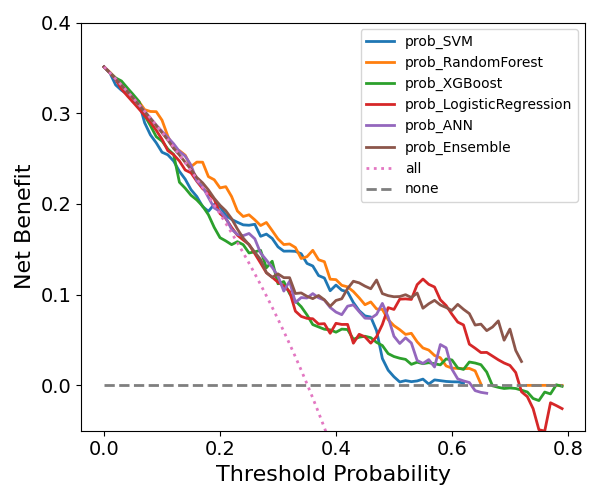 0.4
0.3
0.2
0.1
0.0
Net Benefit
prob_SVM
prob_RandomForest
prob_XGBoost
prob_LogisticRegression
prob_ANN
prob_Ensemble
all
none
0.0 0.2 0.4 0.6 0.8
Threshold Probability